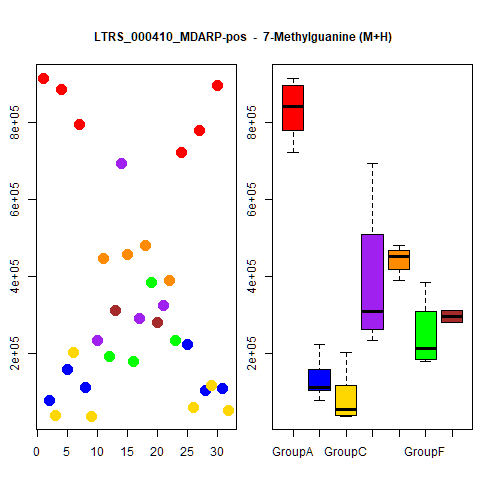 LTRS_000410_MDARP-pos - 7-Methylguanine (M+H)
8e+05
6e+05
4e+05
2e+05
0 5 10 15 20 25 30
8e+05
6e+05
4e+05
2e+05
GroupA GroupC GroupF